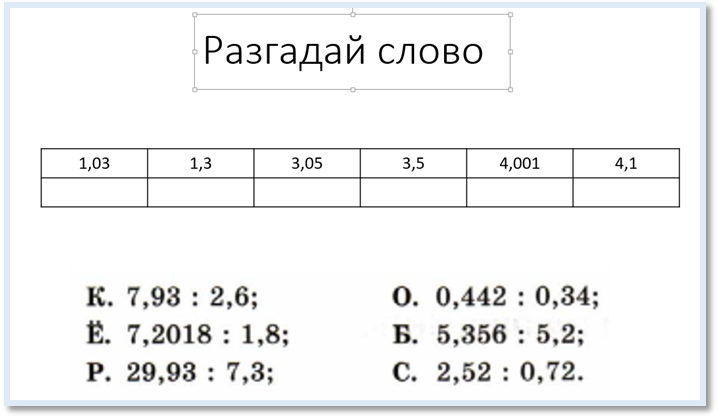 Разгадай слово
1,03 1,3 3,05 3,5 4,001 4,1
К. 7,93 : 2,6; О. 0,442 : 0,34;
Ё. 7,2018 : 1,8; Б. 5,356 : 5,2;
Р. 29,93 : 7,3; С. 2,52 : 0,72.